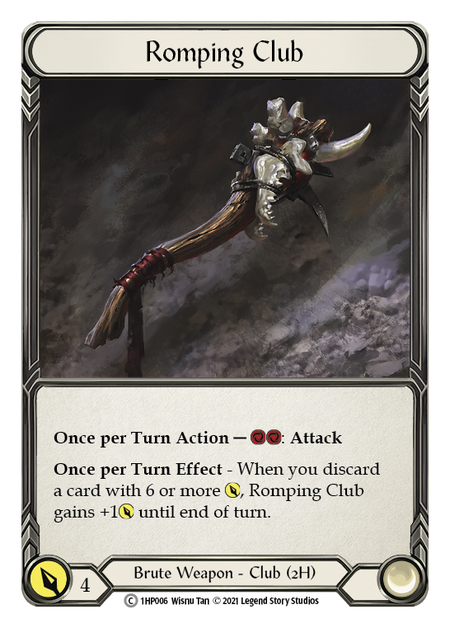 Romping Club
Once per Turn Action — : Attack
Once per Turn Effect - When you discard
a card with 6 or more , Romping Club
gains +1 until end of turn.
4
Brute Weapon - Club (2H)
C 1HP006 Wisnu Tan © 2021 Legend Story Studios